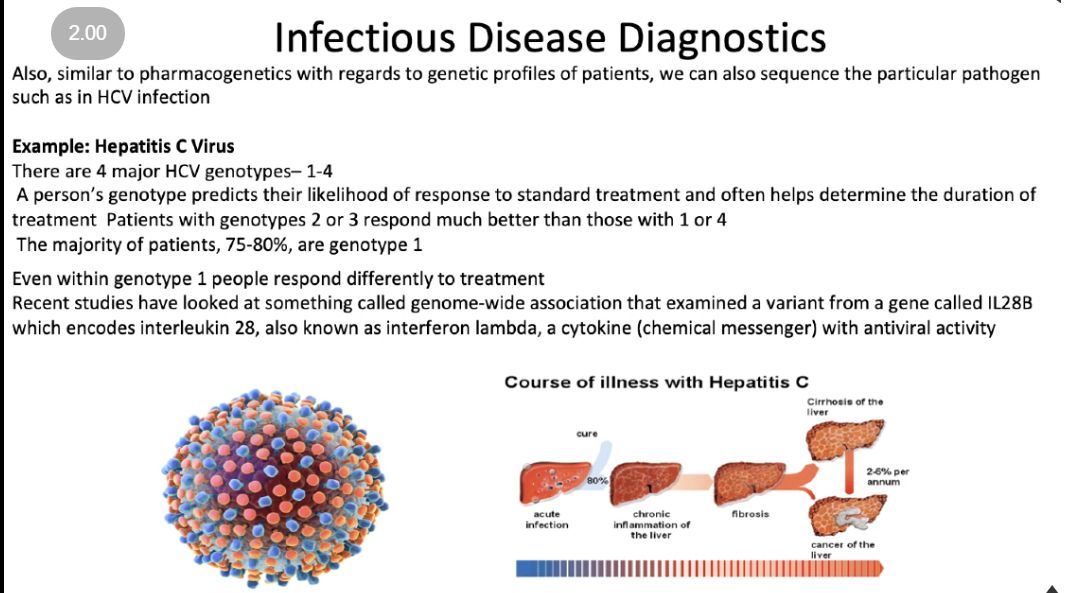 2.00
Infectious Disease Diagnostics
Also, similar to pharmacogenetics with regards to genetic profiles of patients, we can also sequence the particular pathogen
such as in HCV infection
Example: Hepatitis C Virus
There are 4 major HCV genotypes– 1-4
A person’s genotype predicts their likelihood of response to standard treatment and often helps determine the duration of
treatment  Patients with genotypes 2 or 3 respond much better than those with 1 or 4
The majority of patients, 75-80%, are genotype 1
Even within genotype 1 people respond differently to treatment
Recent studies have looked at something called genome-wide association that examined a variant from a gene called IL28B
which encodes interleukin 28, also known as interferon lambda, a cytokine (chemical messenger) with antiviral activity
Course of illness with Hepatitis C
Cirrhosis of the
liver
cure
80%
2-6% per
annum
acute
infection
chronic
inflammation of
the liver
fibrosis
cancer of the
liver